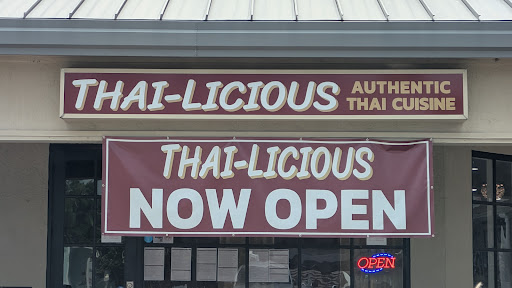 THAI-LICIOUS AUTHENTIC
THAI CUISINE
THAI-LICIOUS
NOW OPEN
OPEN